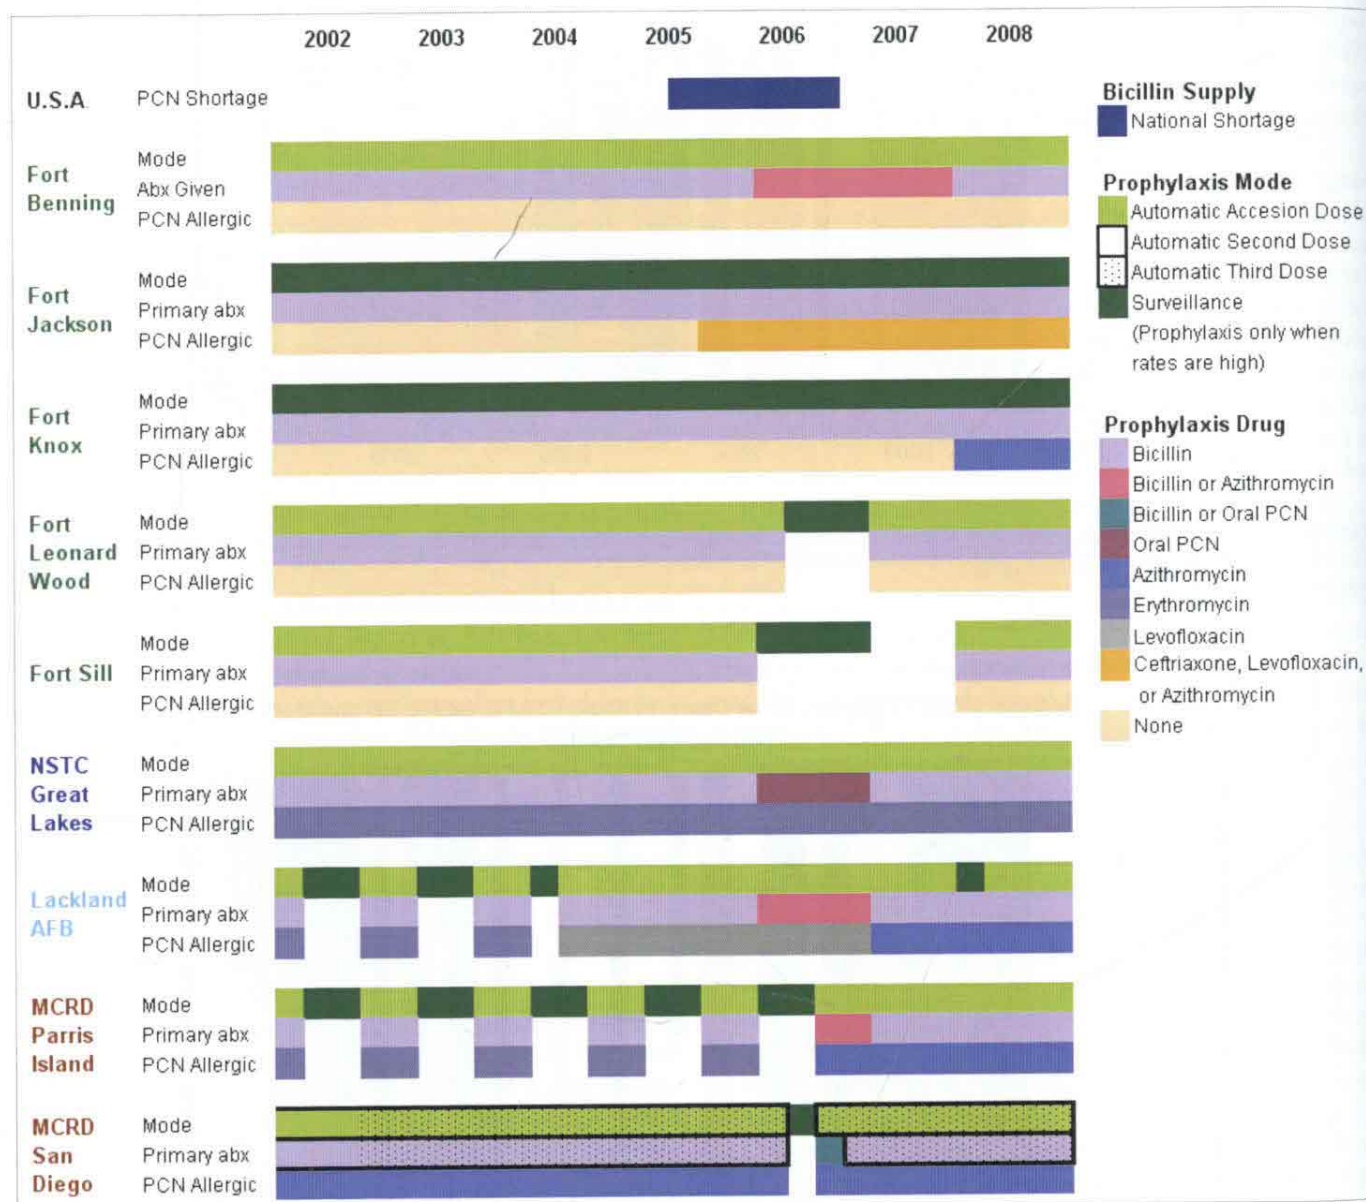 2002 2003 2004 2005 2006 2007 2008
U.S.A. PCN Shortage
Fort Benning
Mode
Abx Given
PCN Allergic
Fort Jackson
Mode
Primary abx
PCN Allergic
Fort Knox
Mode
Primary abx
PCN Allergic
Fort Leonard Wood
Mode
Primary abx
PCN Allergic
Fort Sill
Mode
Primary abx
PCN Allergic
NSTC Great Lakes
Mode
Primary abx
PCN Allergic
Lackland AFB
Mode
Primary abx
PCN Allergic
MCRD Parris Island
Mode
Primary abx
PCN Allergic
MCRD San Diego
Mode
Primary abx
PCN Allergic
Bicillin Supply
National Shortage
Prophylaxis Mode
Automatic Accesion Dose
Automatic Second Dose
Automatic Third Dose
Surveillance
(Prophylaxis only when
rates are high)
Prophylaxis Drug
Bicillin
Bicillin or Azithromycin
Bicillin or Oral PCN
Oral PCN
Azithromycin
Erythromycin
Levofloxacin
Ceftriaxone, Levofloxacin,
or Azithromycin
None